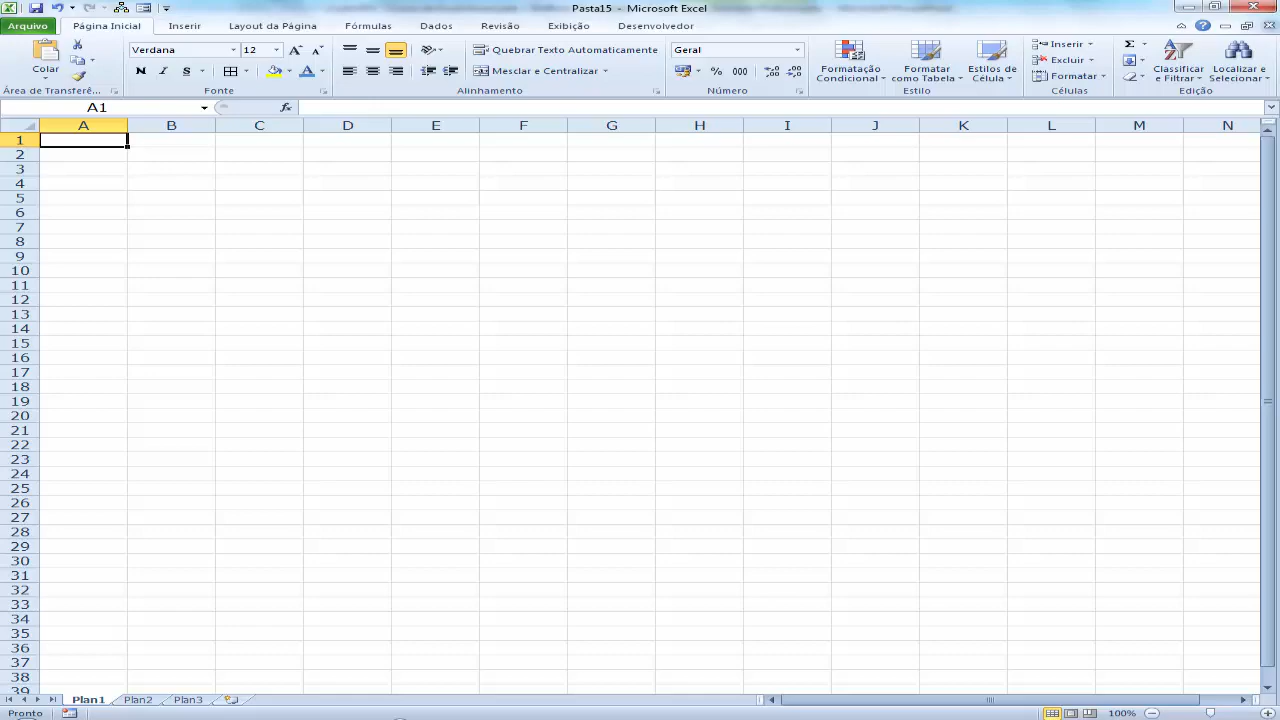 Pasta15 - Microsoft Excel
Arquivo Página Inicial Inserir Layout da Página Fórmulas Dados Revisão Exibição Desenvolvedor
Colar
Área de Transferê...
Verdana 12
N I S
Fonte
Quebrar Texto Automaticamente
Mesclar e Centralizar
Alinhamento
Geral
% 000
Número
Formatação Condicional
Formatar como Tabela
Estilos de Célula
Estilo
Inserir
Excluir
Formatar
Células
Σ
Classificar e Filtrar
Localizar e Selecionar
Edição
A1 fx
A B C D E F G H I J K L M N
1
2
3
4
5
6
7
8
9
10
11
12
13
14
15
16
17
18
19
20
21
22
23
24
25
26
27
28
29
30
31
32
33
34
35
36
37
38
39
Plan1 Plan2 Plan3
Pronto 100%